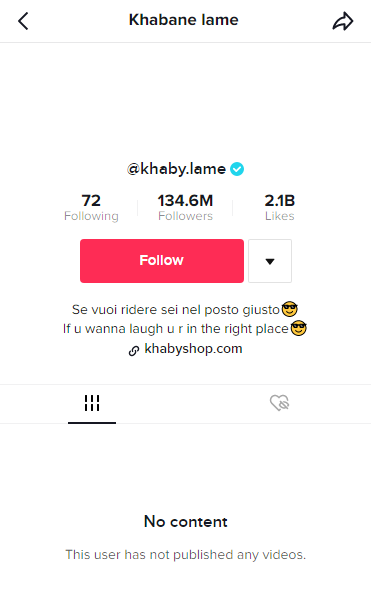 Khabane lame
@khaby.lame
72 134.6M 2.1B
Following Followers Likes
Follow
Se vuoi ridere sei nel posto giusto😎
If u wanna laugh u r in the right place😎
khabyshop.com
No content
This user has not published any videos.